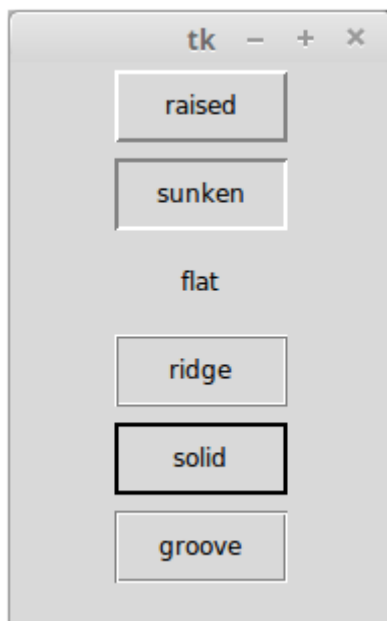 tk
raised
sunken
flat
ridge
solid
groove